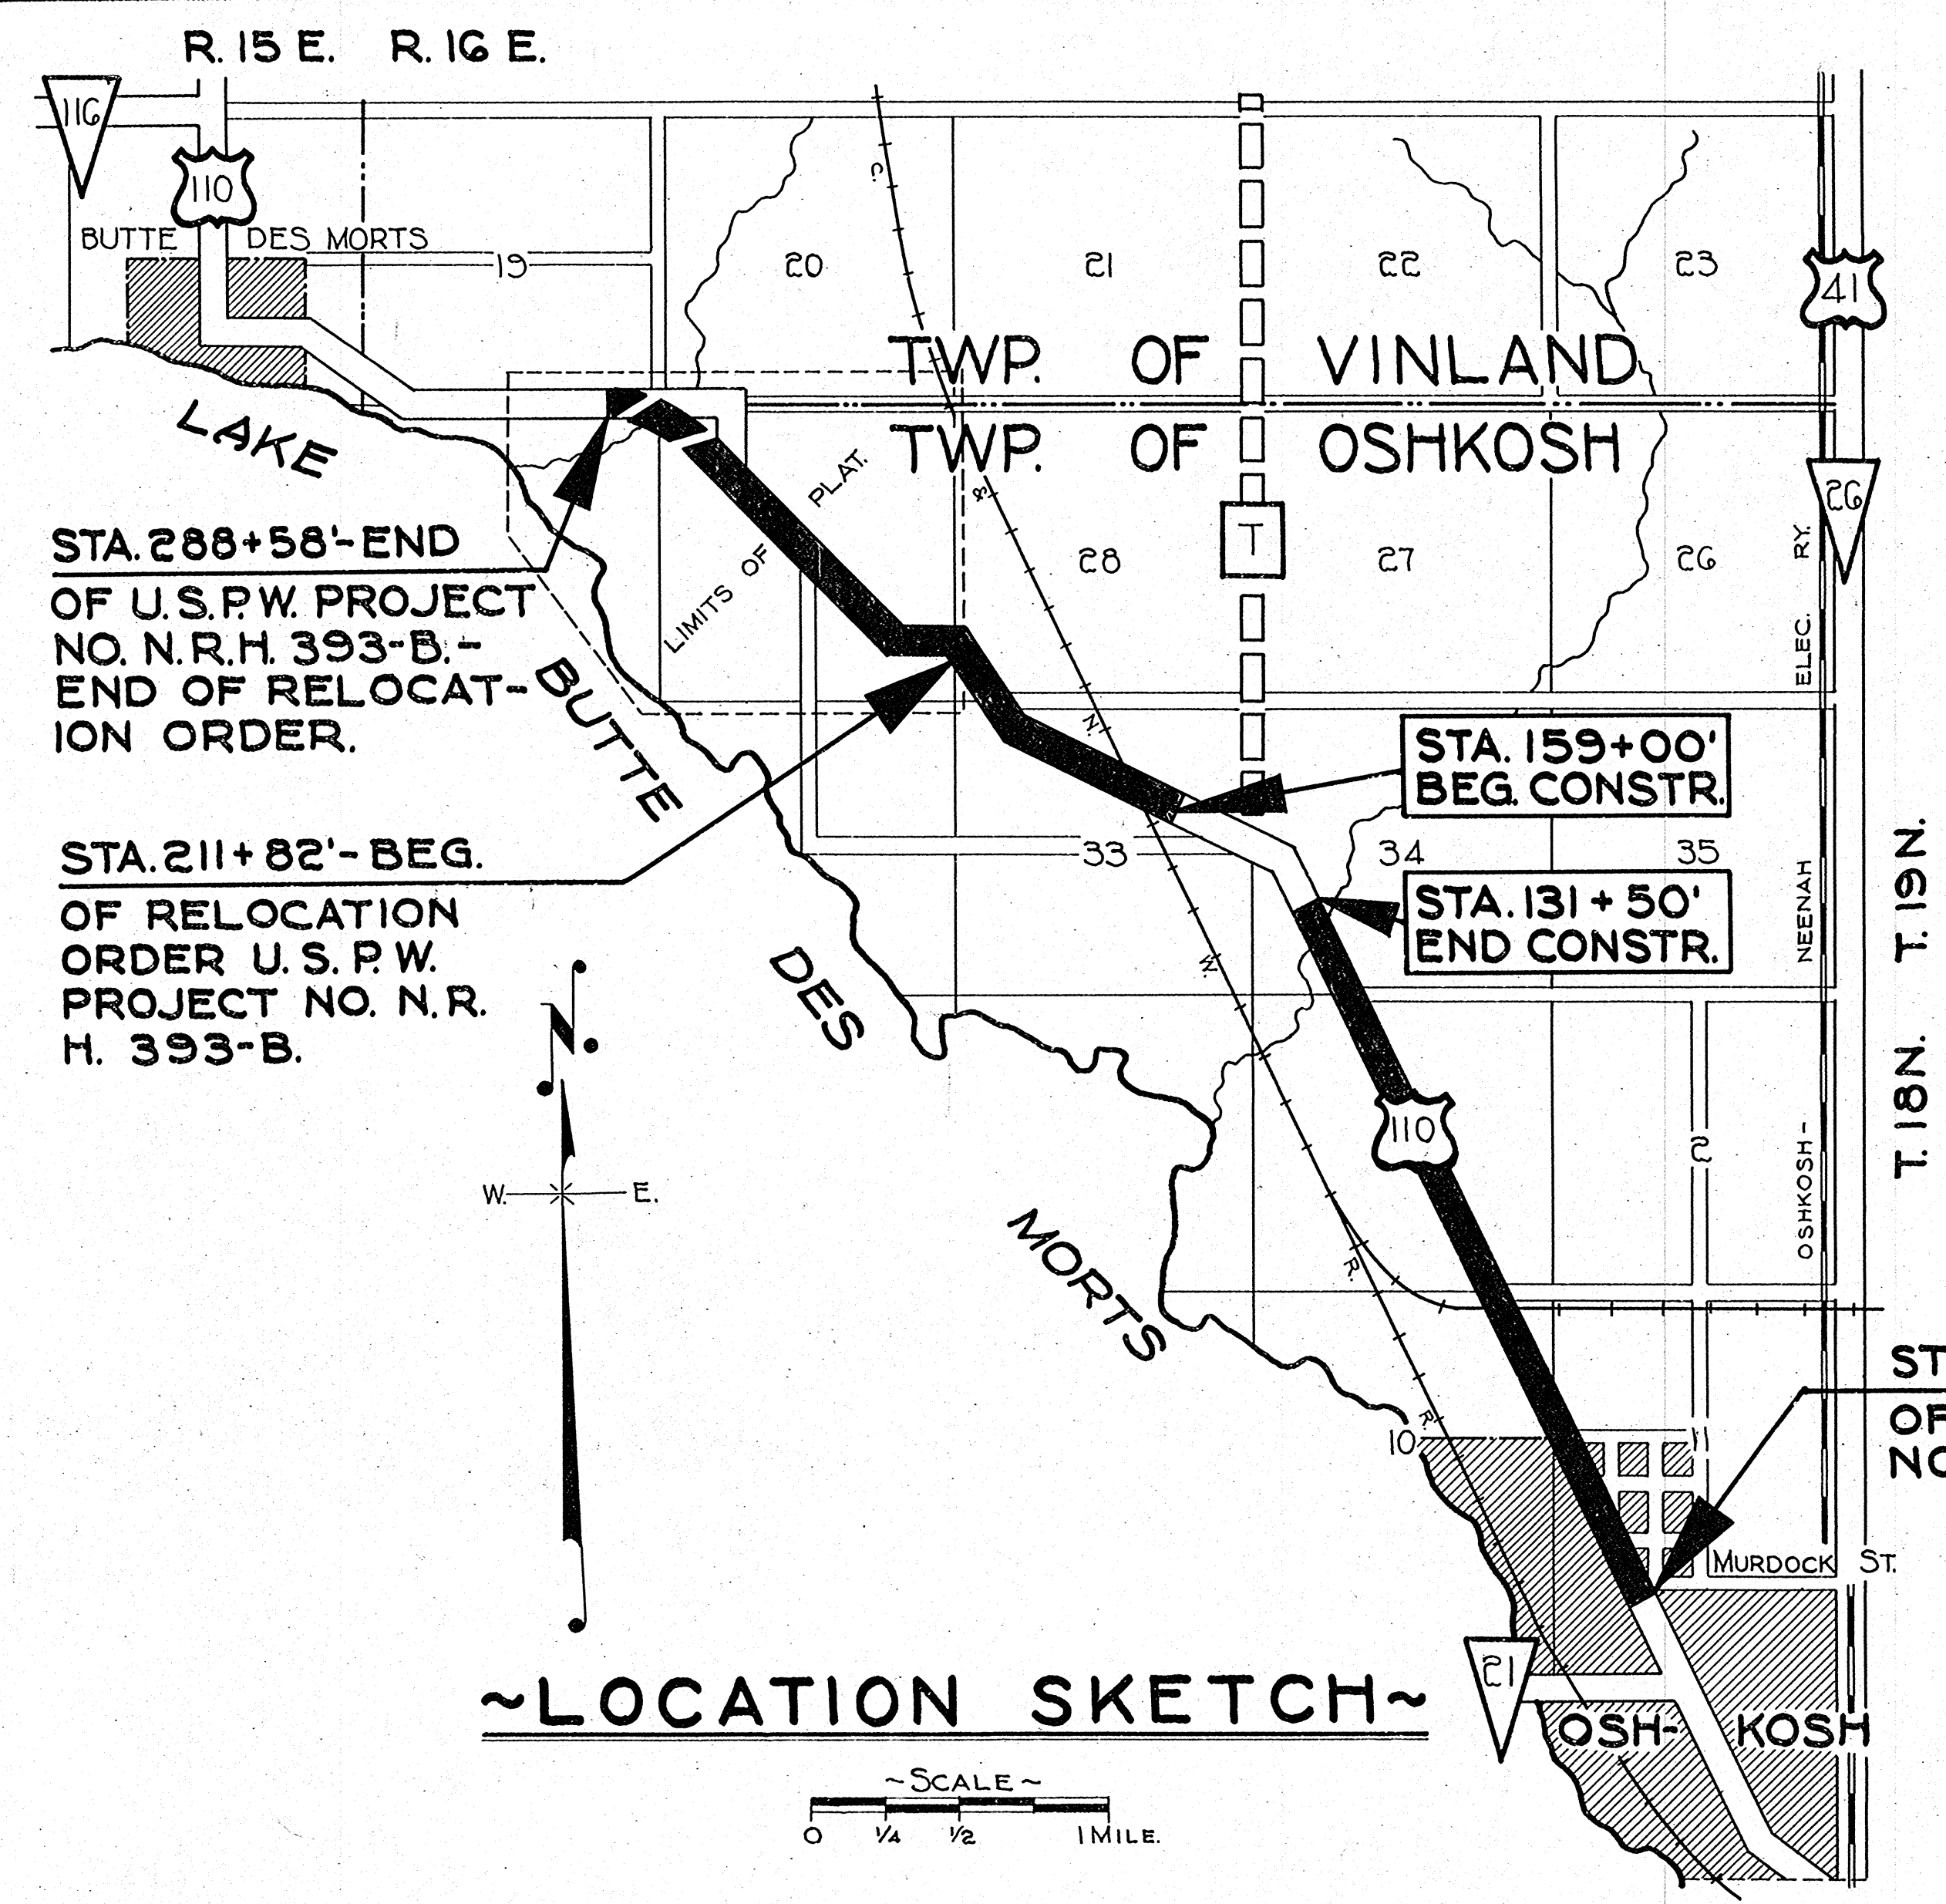 R. 15 E. R. 16 E.
116
110
BUTTE DES MORTS
19
20
21
22
23
41
C.
TWP. OF VINLAND
TWP. OF OSHKOSH
LAKE
PLAT.
LIMITS OF
&
28
T
27
26
26
ELEC. RY.
STA. 288+58'-END
OF U.S.P.W. PROJECT
NO. N.R.H. 393-B.-
END OF RELOCAT-
ION ORDER.
BUTTE
N.
STA. 159+00'
BEG. CONSTR.
33
34
35
STA. 211+82'-BEG.
OF RELOCATION
ORDER U.S.P.W.
PROJECT NO. N.R.
H. 393-B.
STA. 131+50'
END CONSTR.
NEENAH
T. 19 N.
T. 18 N.
DES
W.
N.
110
2
OSHKOSH-
W. E.
MORTS
R.
ST
OF
NO
R.
10
11
MURDOCK ST.
21
OSH- KOSH
~LOCATION SKETCH~
~SCALE~
0 1/4 1/2 1 MILE.